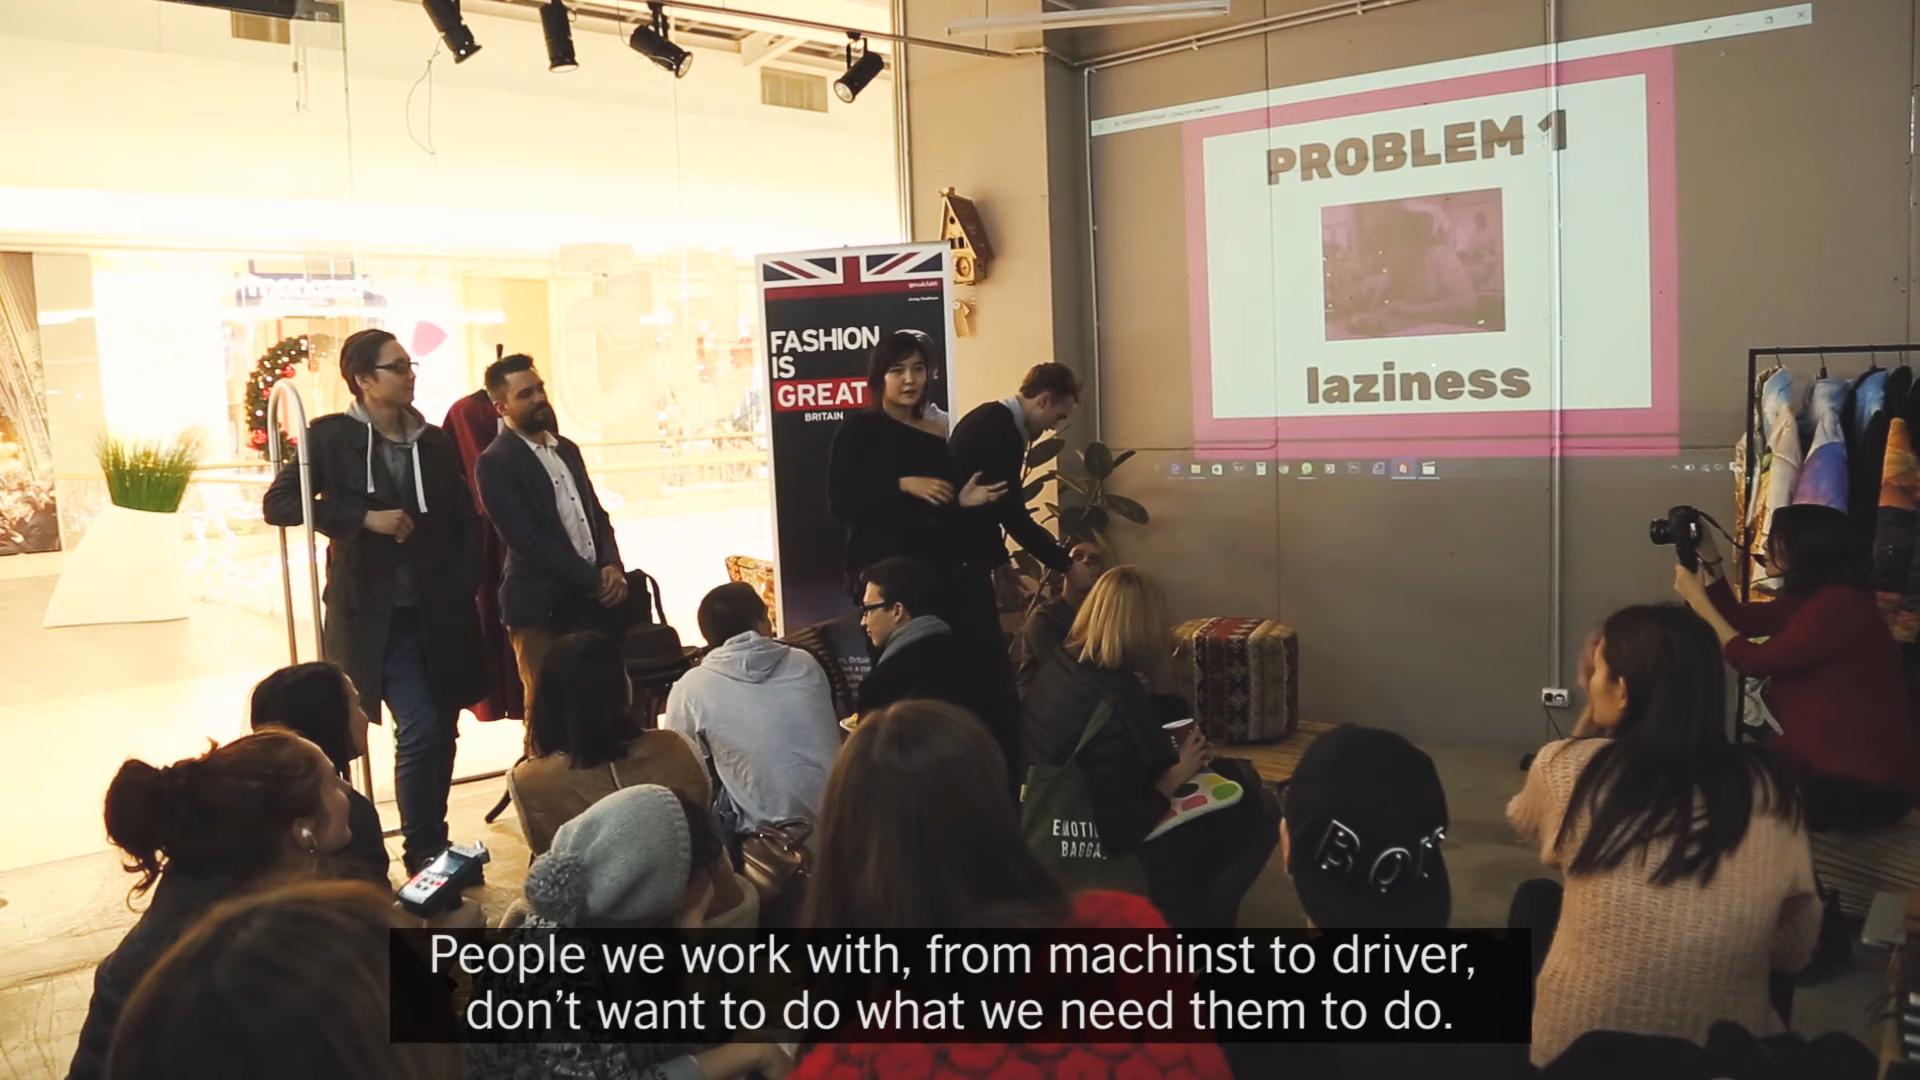 PROBLEM 1
laziness
FASHION
IS
GREAT
BRITAIN
EMOTI
BAGGA
BOY
People we work with, from machinst to driver,
don't want to do what we need them to do.